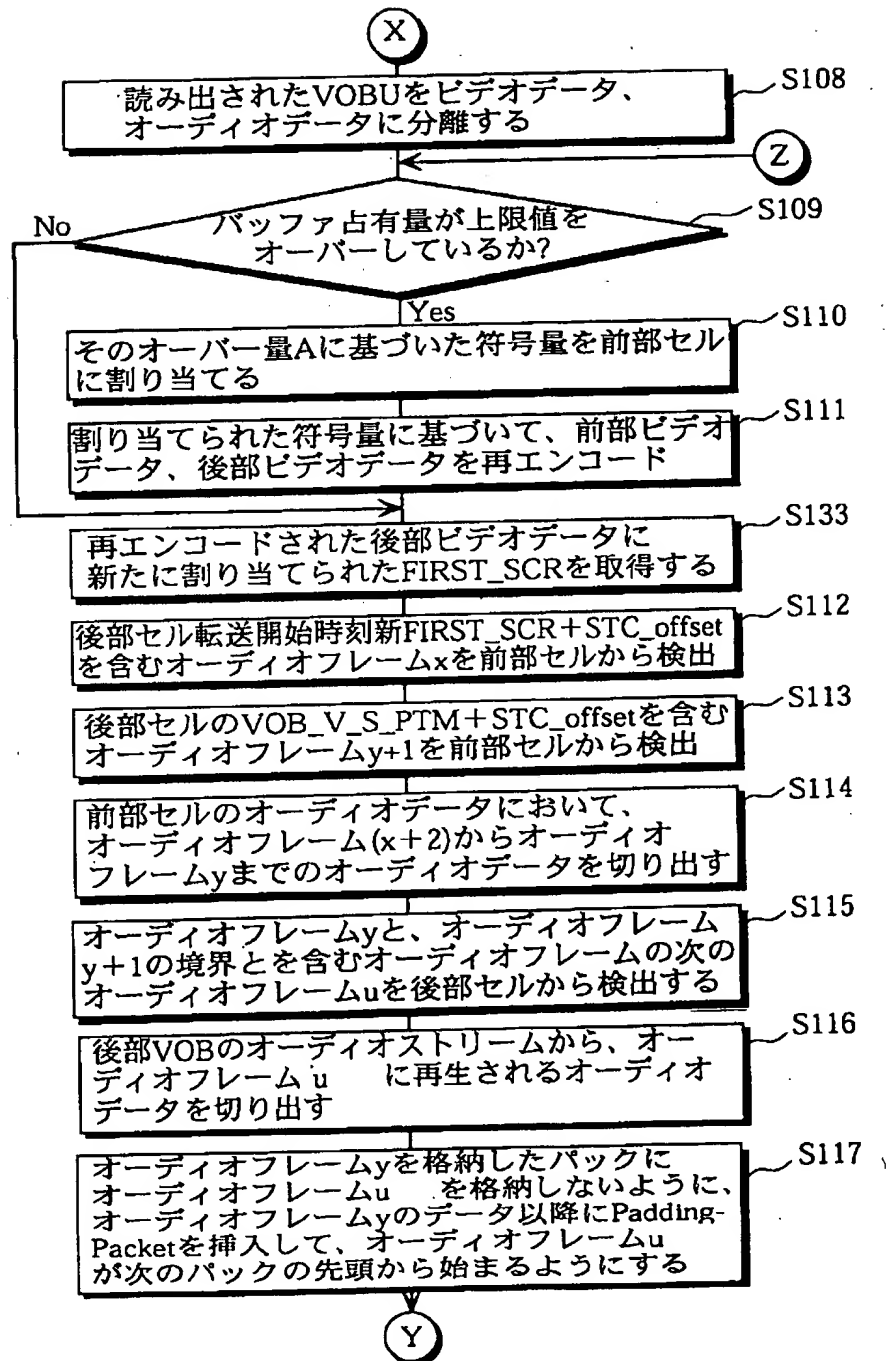 X
読み出されたVOBUをビデオデータ、
オーディオデータに分離する
S108
Z
バッファ占有量が上限値を
オーバーしているか?
S109
No
Yes
そのオーバー量Aに基づいた符号量を前部セル
に割り当てる
S110
割り当てられた符号量に基づいて、前部ビデオ
データ、後部ビデオデータを再エンコード
S111
再エンコードされた後部ビデオデータに
新たに割り当てられたFIRST_SCRを取得する
S133
後部セル転送開始時刻新FIRST_SCR+STC_offset
を含むオーディオフレームxを前部セルから検出
S112
後部セルのVOB_V_S_PTM+STC_offsetを含む
オーディオフレームy+1を前部セルから検出
S113
前部セルのオーディオデータにおいて、
オーディオフレーム(x+2)からオーディオ
フレームyまでのオーディオデータを切り出す
S114
オーディオフレームyと、オーディオフレーム
y+1の境界とを含むオーディオフレームの次の
オーディオフレームuを後部セルから検出する
S115
後部VOBのオーディオストリームから、オー
ディオフレーム u に再生されるオーディオ
データを切り出す
S116
オーディオフレームyを格納したパックに
オーディオフレームu を格納しないように、
オーディオフレームyのデータ以降にPadding-
Packetを挿入して、オーディオフレームu
が次のパックの先頭から始まるようにする
S117
Y